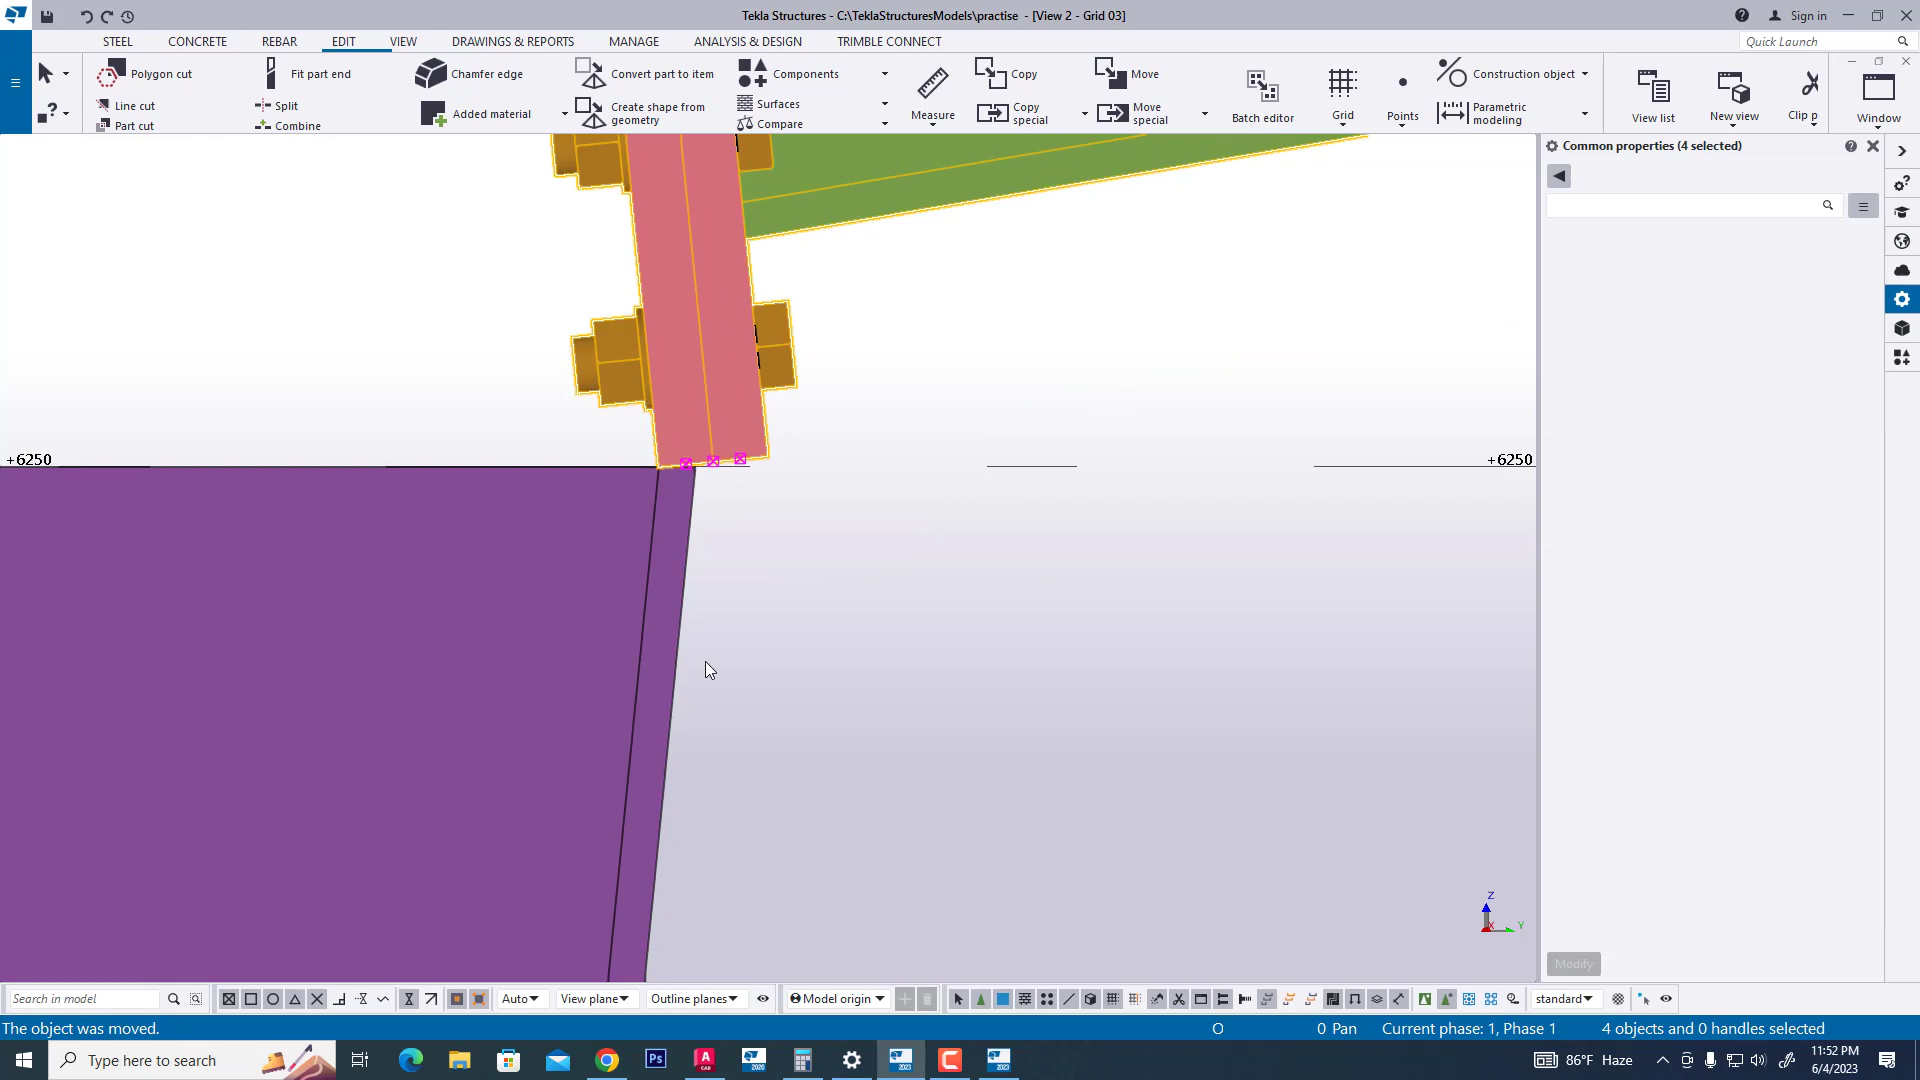 Tekla Structures - C:\TeklaStructuresModels\practise - [View 2 - Grid 03]
Sign in
STEEL CONCRETE REBAR EDIT VIEW DRAWINGS & REPORTS MANAGE ANALYSIS & DESIGN TRIMBLE CONNECT
Quick Launch
Polygon cut
Line cut
Part cut
Fit part end
Split
Combine
Chamfer edge
Added material
Convert part to item
Create shape from
geometry
Components
Surfaces
Compare
Measure
Copy
Copy
special
Move
Move
special
Batch editor
Grid
Points
Construction object
Parametric
modeling
View list
New view
Clip p
Window
Common properties (4 selected)
+6250
+6250
Z
Y
X
Modify
Search in model
Auto
View plane
Outline planes
Model origin
standard
The object was moved.
O
0 Pan
Current phase: 1, Phase 1
4 objects and 0 handles selected
Type here to search
Ps
A
CAD
2020
2023
2023
86°F Haze
11:52 PM
6/4/2023